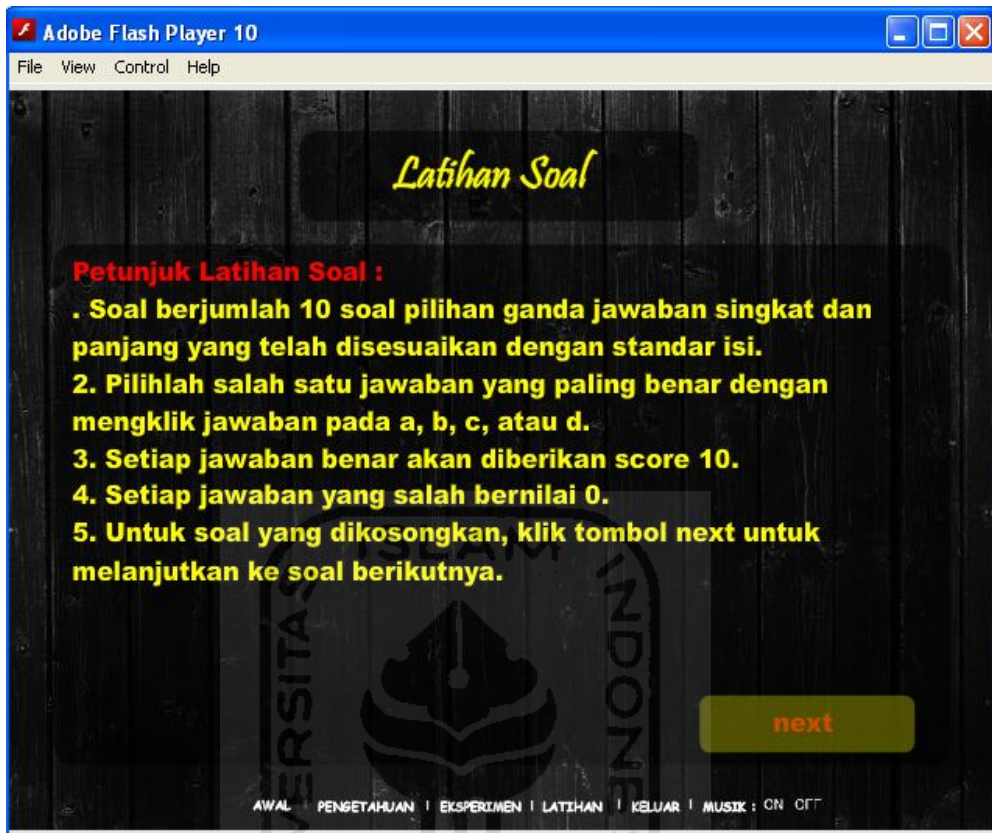 Adobe Flash Player 10
File View Control Help
Latihan Soal
Petunjuk Latihan Soal :
. Soal berjumlah 10 soal pilihan ganda jawaban singkat dan
panjang yang telah disesuaikan dengan standar isi.
2. Pilihlah salah satu jawaban yang paling benar dengan
mengklik jawaban pada a, b, c, atau d.
3. Setiap jawaban benar akan diberikan score 10.
4. Setiap jawaban yang salah bernilai 0.
5. Untuk soal yang dikosongkan, klik tombol next untuk
melanjutkan ke soal berikutnya.
ISLAM
next
AWAL | PENGETAHUAN | EKSPERIMEN | LATIHAN | KELUAR | MUSIK : ON OFF